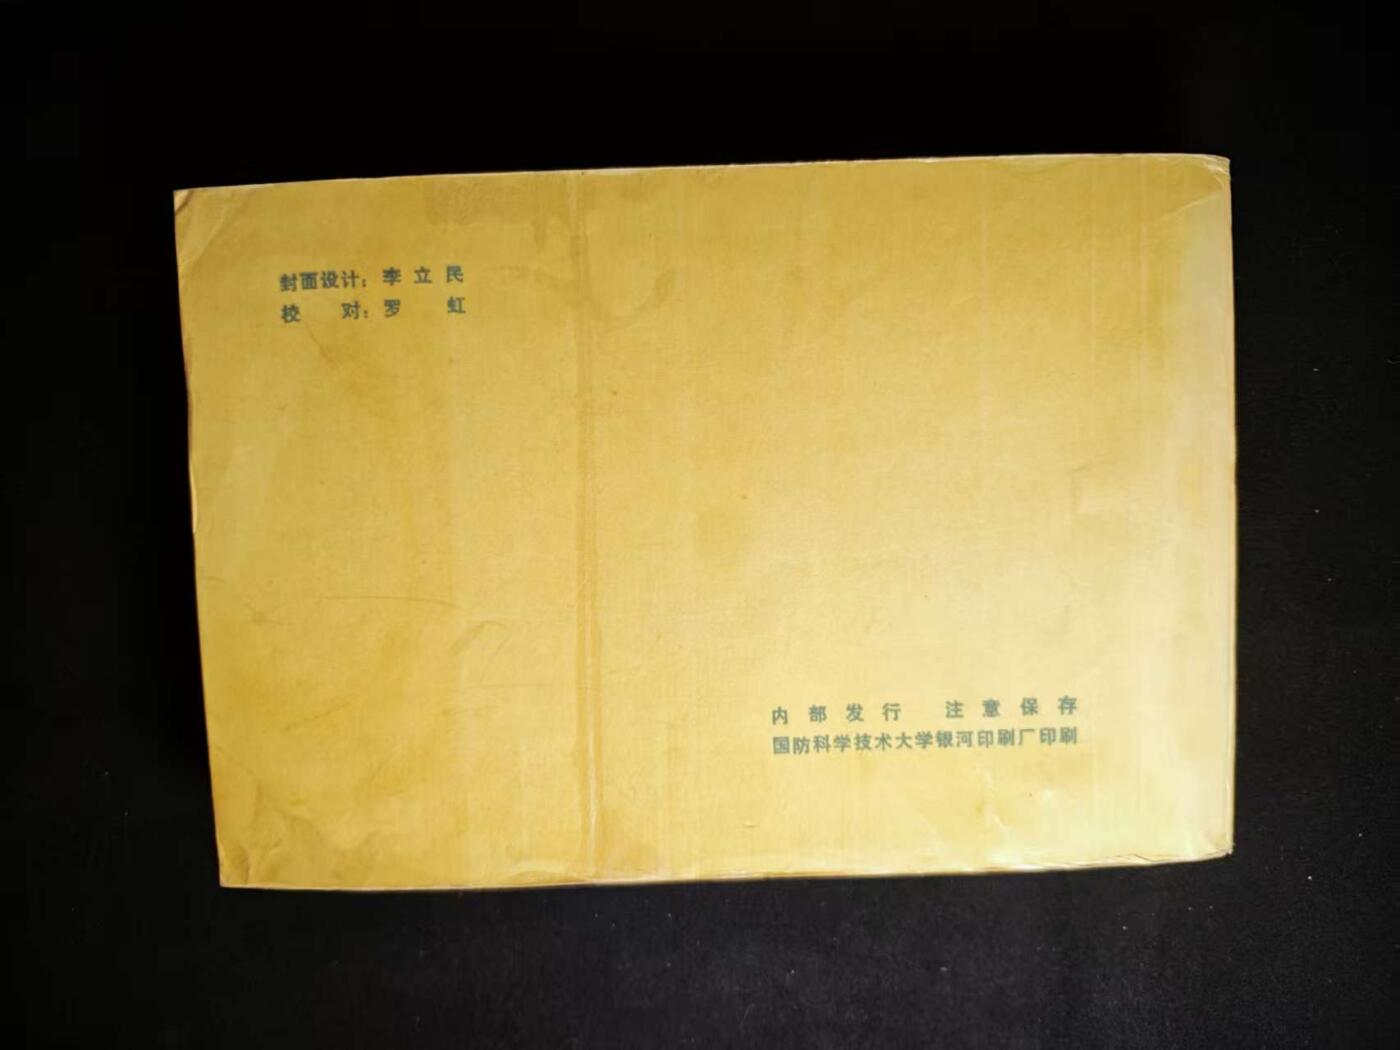 封面设计：李立民
校 对：罗 虹
内部发行 注意保存
国防科学技术大学银河印刷厂印刷